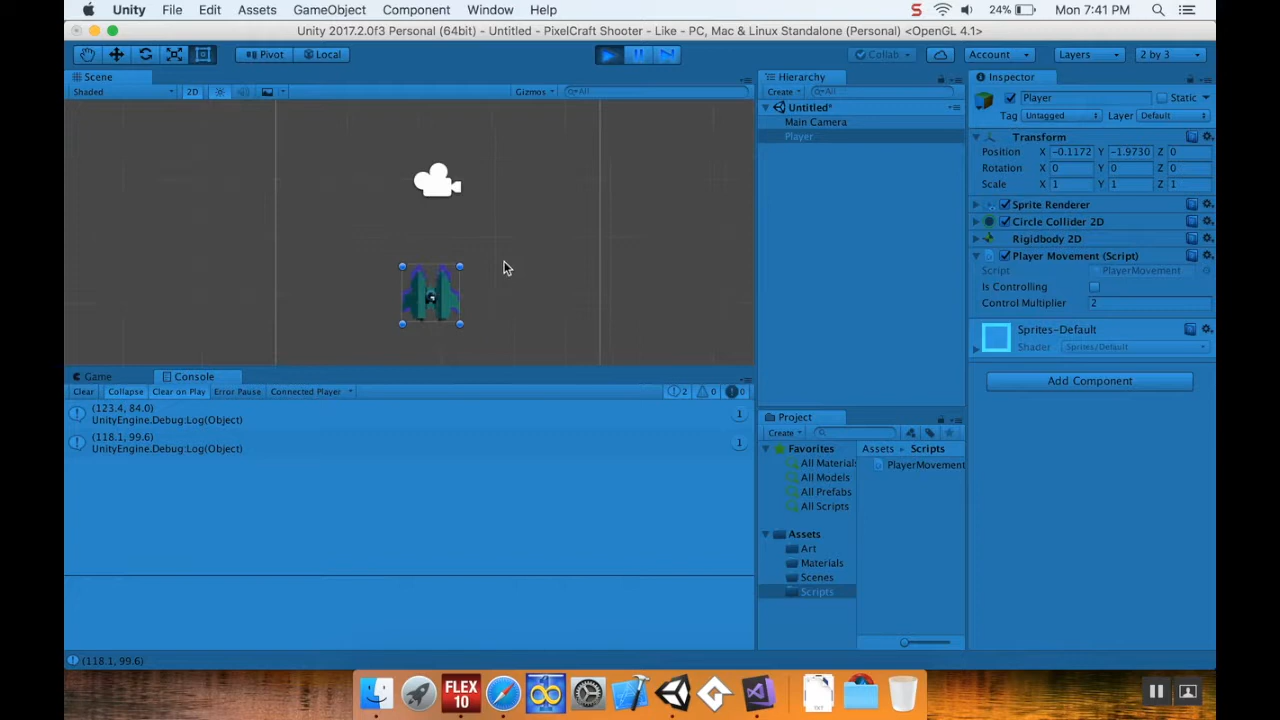 Unity File Edit Assets GameObject Component Window Help S 24% Mon 7:41 PM
Unity 2017.2.0f3 Personal (64bit) - Untitled - PixelCraft Shooter - Like - PC, Mac & Linux Standalone (Personal) <OpenGL 4.1>
Pivot Local Collab Account Layers 2 by 3
Scene
Shaded 2D Gizmos All
Hierarchy
Create All
Untitled*
Main Camera
Player
Inspector
Player Static
Tag Untagged Layer Default
Transform
Position X -0.1172 Y -1.9730 Z 0
Rotation X 0 Y 0 Z 0
Scale X 1 Y 1 Z 1
Sprite Renderer
Circle Collider 2D
Rigidbody 2D
Player Movement (Script)
Script PlayerMovement
Is Controlling
Control Multiplier 2
Sprites-Default
Shader Sprites/Default
Add Component
Game Console
Clear Collapse Clear on Play Error Pause Connected Player 2 0 0
(123.4, 84.0)
UnityEngine.Debug:Log(Object) 1
(118.1, 99.6)
UnityEngine.Debug:Log(Object) 1
Project
Create
Favorites
All Materials
All Models
All Prefabs
All Scripts
Assets
Art
Materials
Scenes
Scripts
Assets Scripts
PlayerMovement
(118.1, 99.6)
FLEX
10
TXT